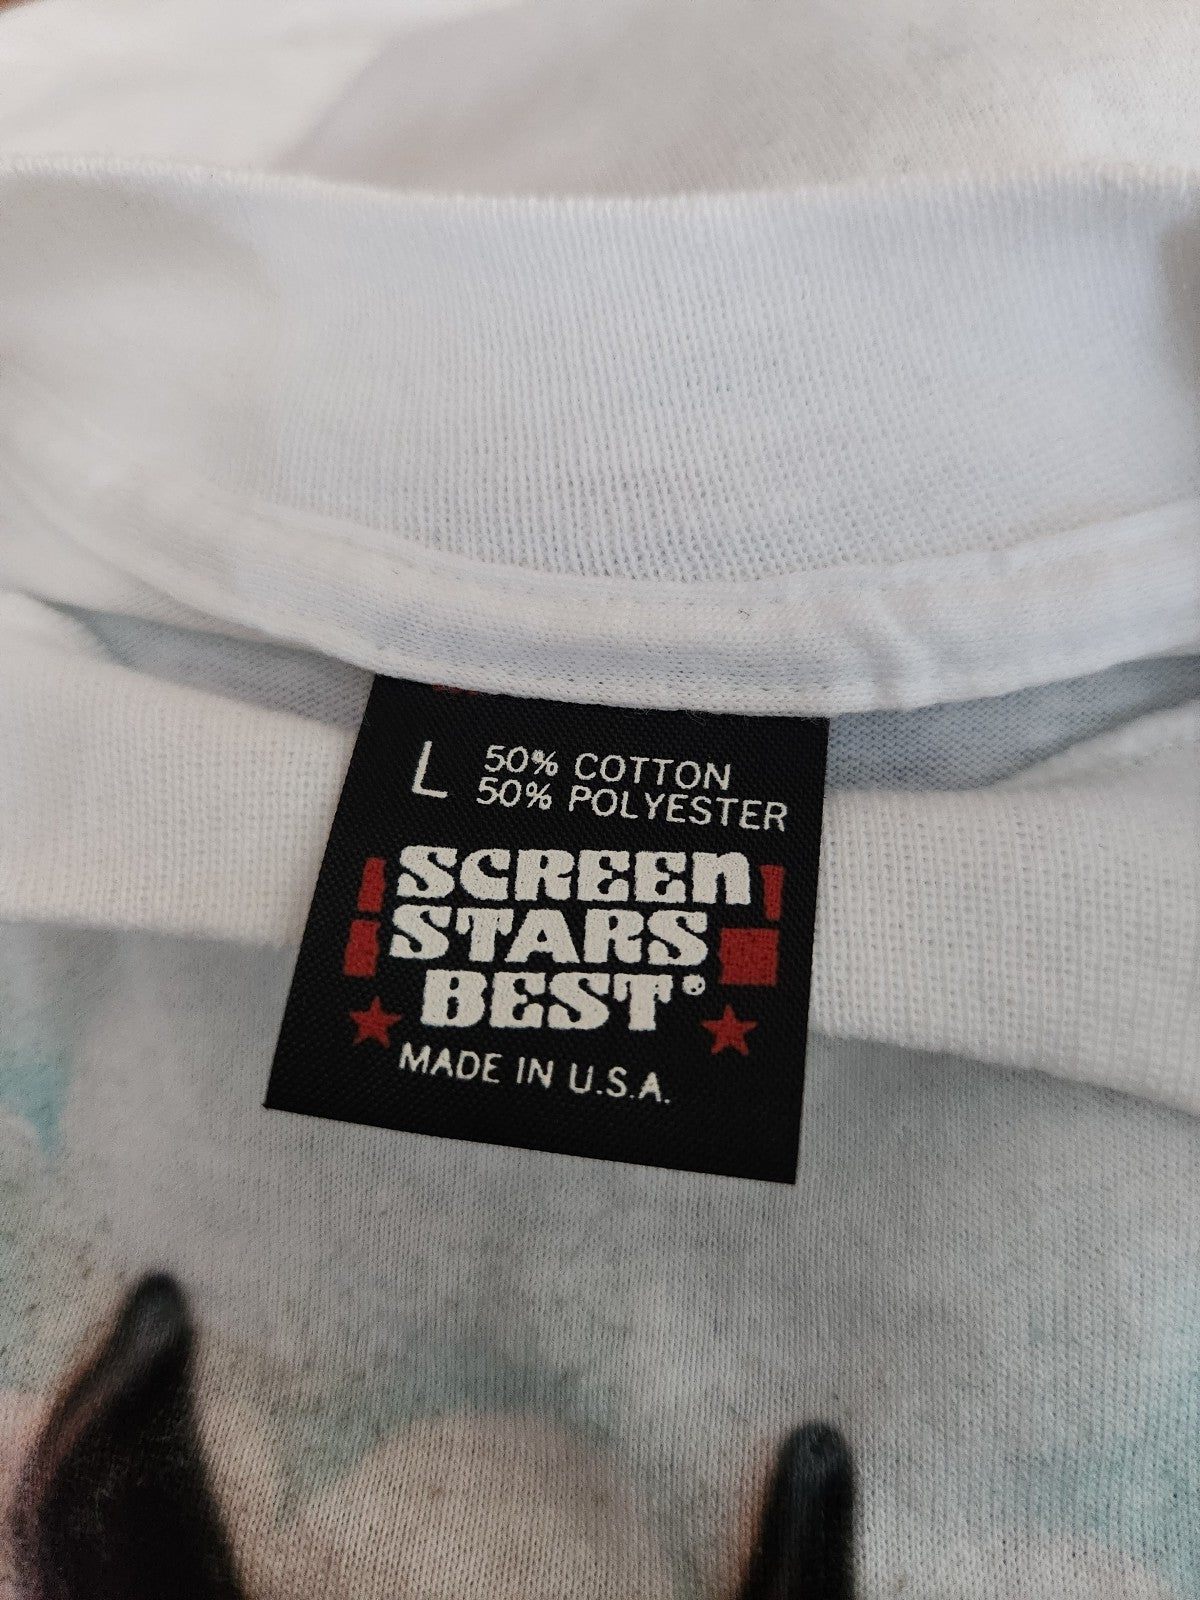 L 50% COTTON
50% POLYESTER
SCREEN
STARS
BEST®
MADE IN U.S.A.